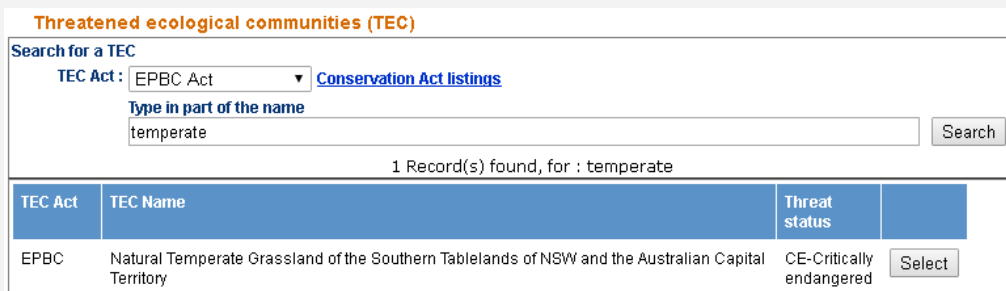 Threatened ecological communities (TEC)
Search for a TEC
TEC Act : EPBC Act Conservation Act listings
Type in part of the name
temperate Search
1 Record(s) found, for : temperate
TEC Act TEC Name Threat status
EPBC Natural Temperate Grassland of the Southern Tablelands of NSW and the Australian Capital Territory CE-Critically endangered Select